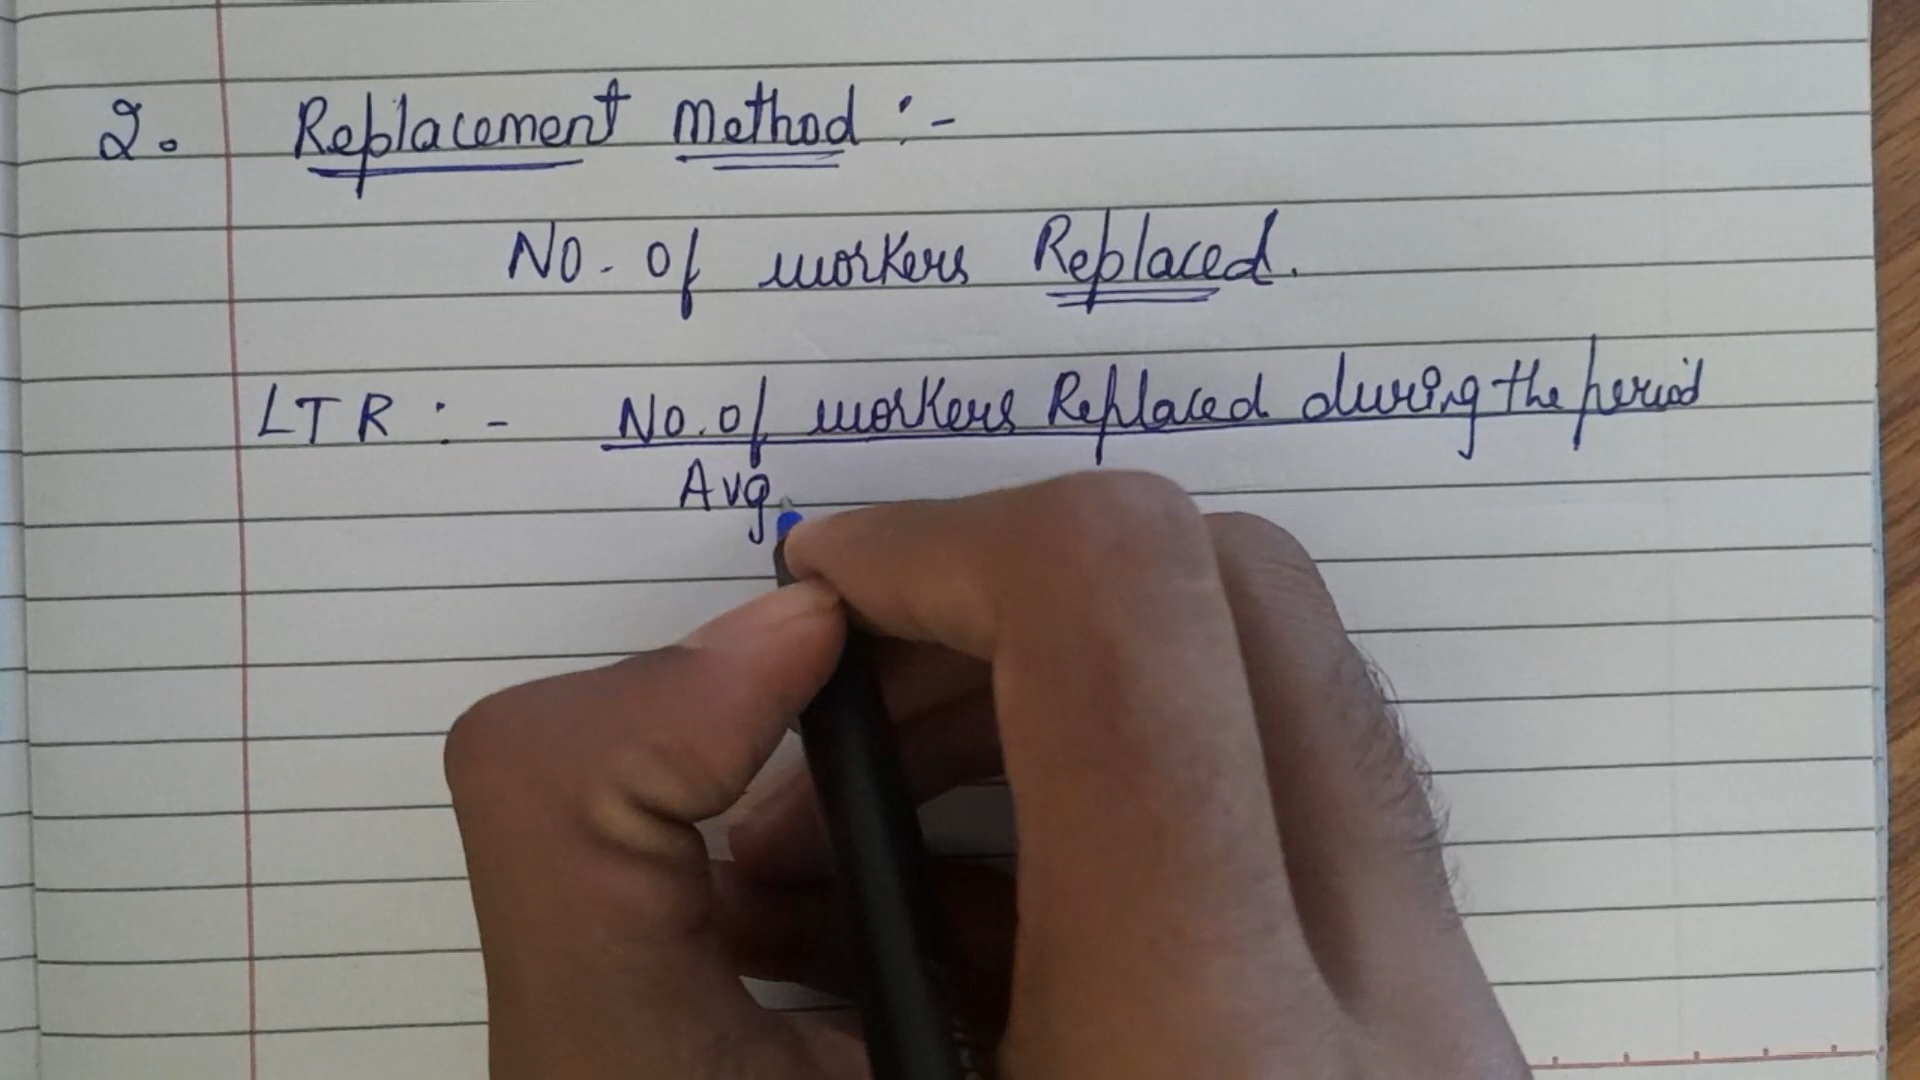 2. Replacement Method :-
No. of workers Replaced.
LTR :- No. of workers Replaced during the period
Avg.